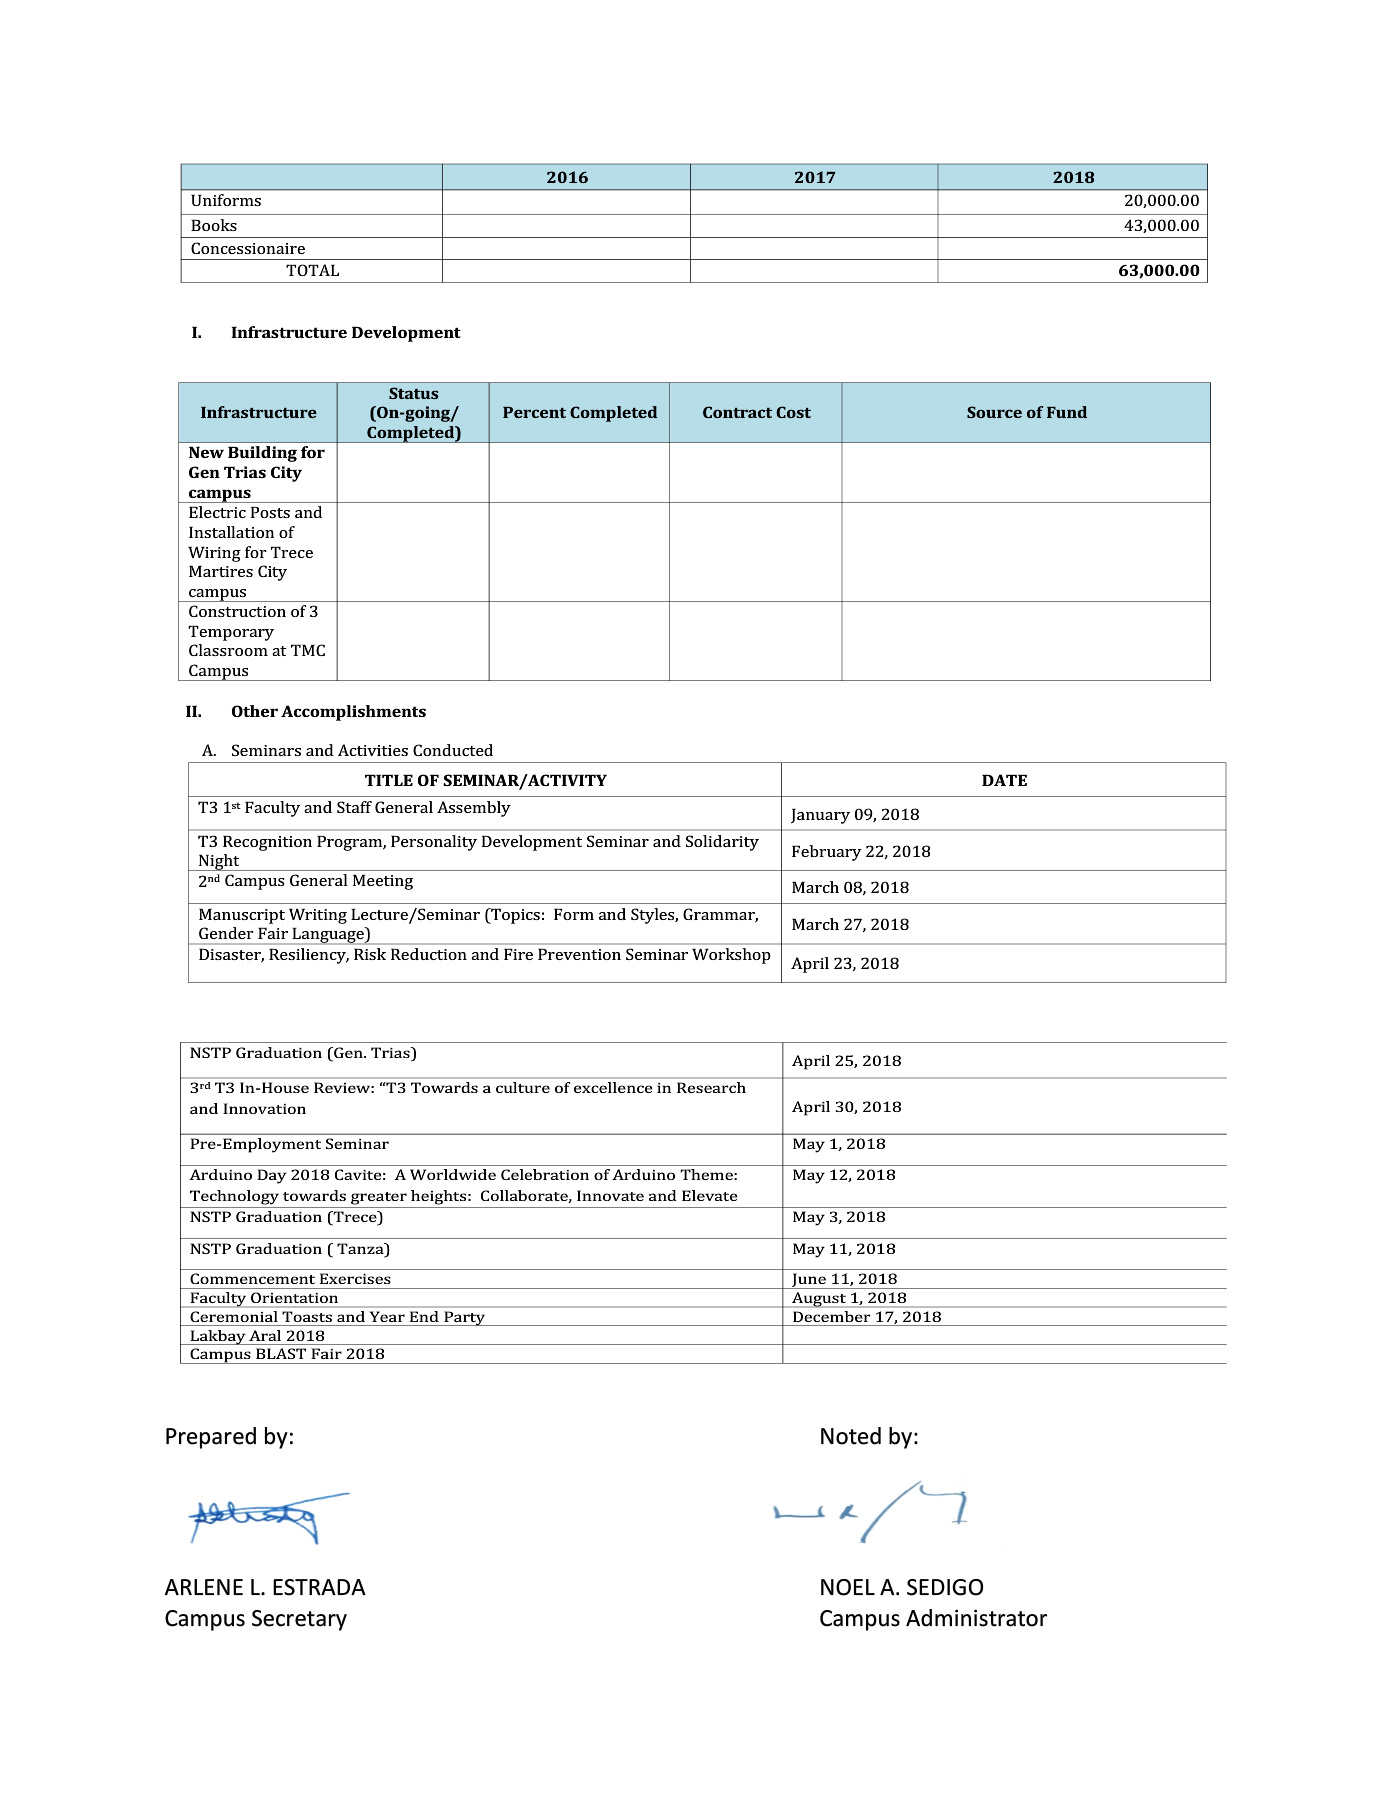 2016 2017 2018
Uniforms 20,000.00
Books 43,000.00
Concessionaire
TOTAL 63,000.00
I. Infrastructure Development
Infrastructure Status (On-going/ Completed) Percent Completed Contract Cost Source of Fund
New Building for
Gen Trias City
campus
Electric Posts and
Installation of
Wiring for Trece
Martires City
campus
Construction of 3
Temporary
Classroom at TMC
Campus
II. Other Accomplishments
A. Seminars and Activities Conducted
TITLE OF SEMINAR/ACTIVITY DATE
T3 1st Faculty and Staff General Assembly January 09, 2018
T3 Recognition Program, Personality Development Seminar and Solidarity
Night February 22, 2018
2nd Campus General Meeting March 08, 2018
Manuscript Writing Lecture/Seminar (Topics:  Form and Styles, Grammar,
Gender Fair Language) March 27, 2018
Disaster, Resiliency, Risk Reduction and Fire Prevention Seminar Workshop April 23, 2018
NSTP Graduation (Gen. Trias) April 25, 2018
3rd T3 In-House Review: “T3 Towards a culture of excellence in Research
and Innovation April 30, 2018
Pre-Employment Seminar May 1, 2018
Arduino Day 2018 Cavite:  A Worldwide Celebration of Arduino Theme: May 12, 2018
Technology towards greater heights:  Collaborate, Innovate and Elevate
NSTP Graduation (Trece) May 3, 2018
NSTP Graduation ( Tanza) May 11, 2018
Commencement Exercises June 11, 2018
Faculty Orientation August 1, 2018
Ceremonial Toasts and Year End Party December 17, 2018
Lakbay Aral 2018
Campus BLAST Fair 2018
Prepared by: Noted by:
ARLENE L. ESTRADA NOEL A. SEDIGO
Campus Secretary Campus Administrator